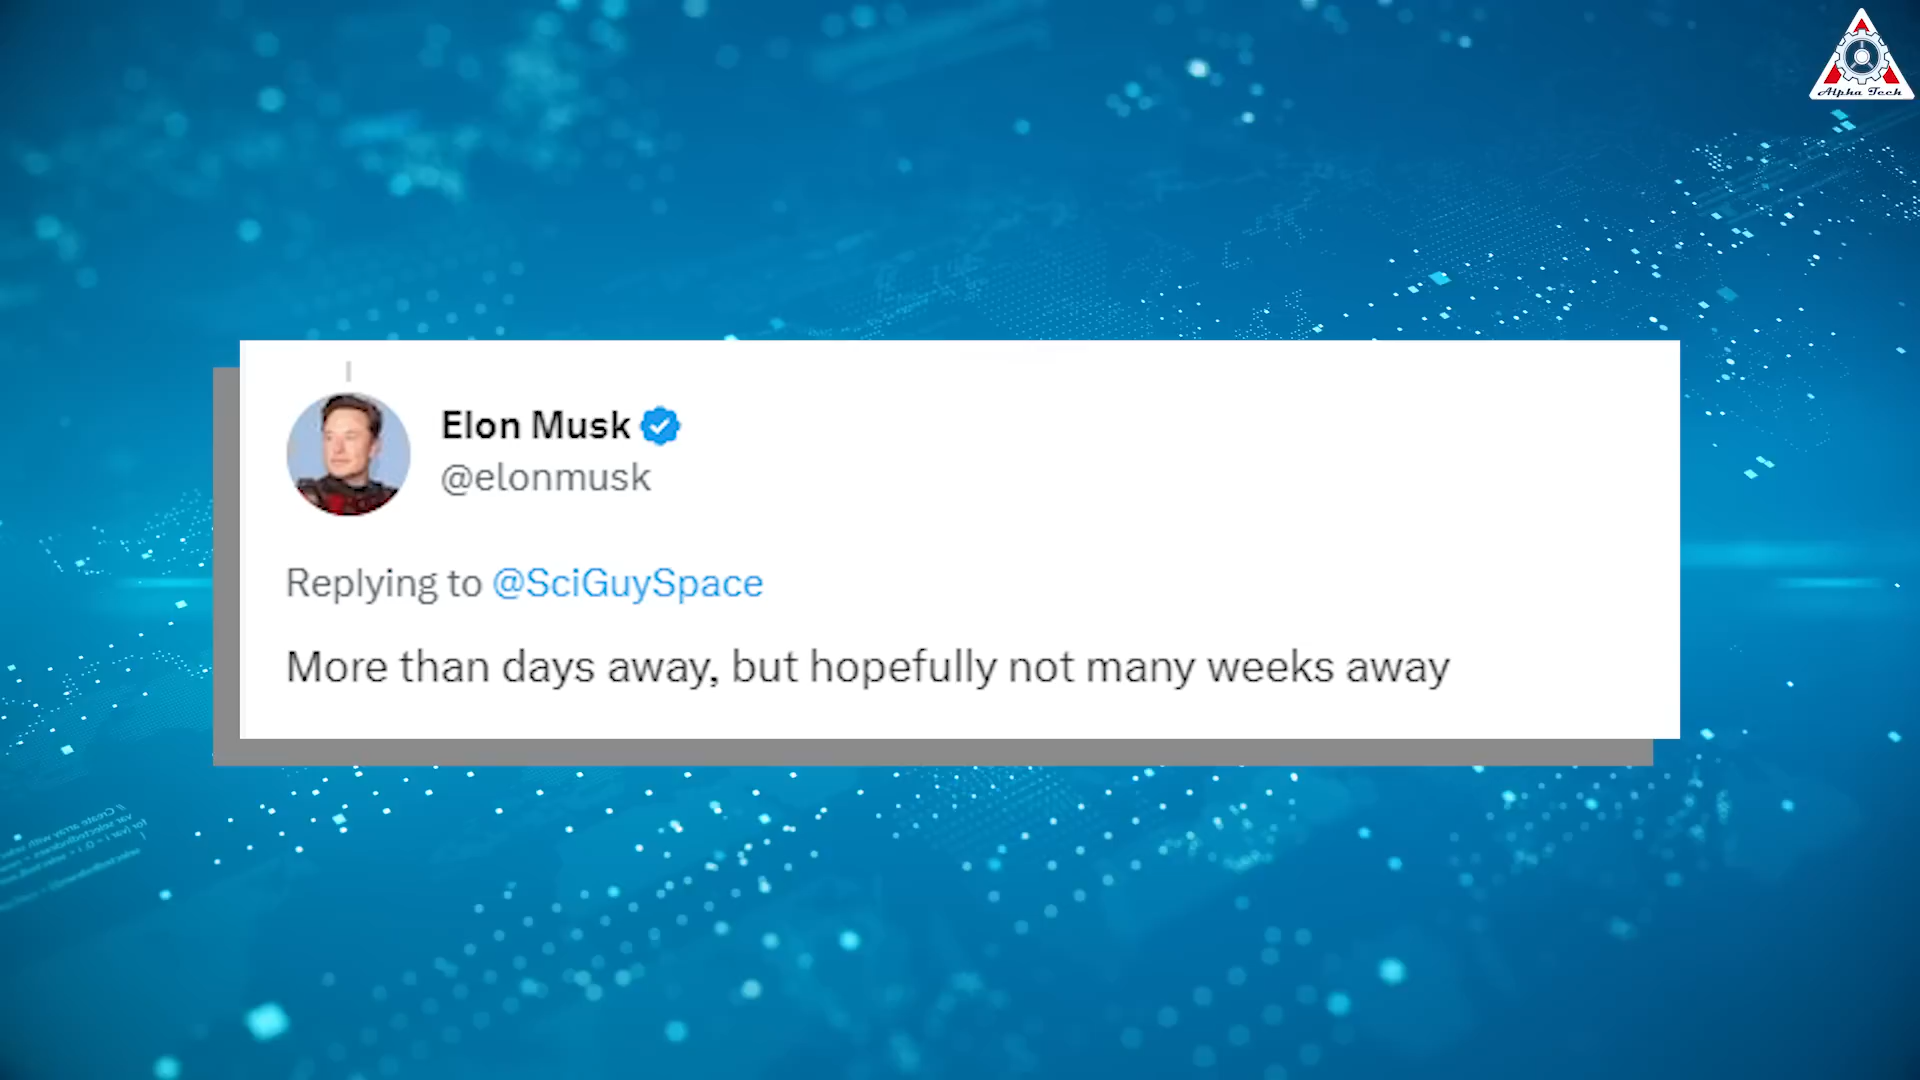 Alpha Tech
Elon Musk
@elonmusk
Replying to @SciGuySpace
More than days away, but hopefully not many weeks away